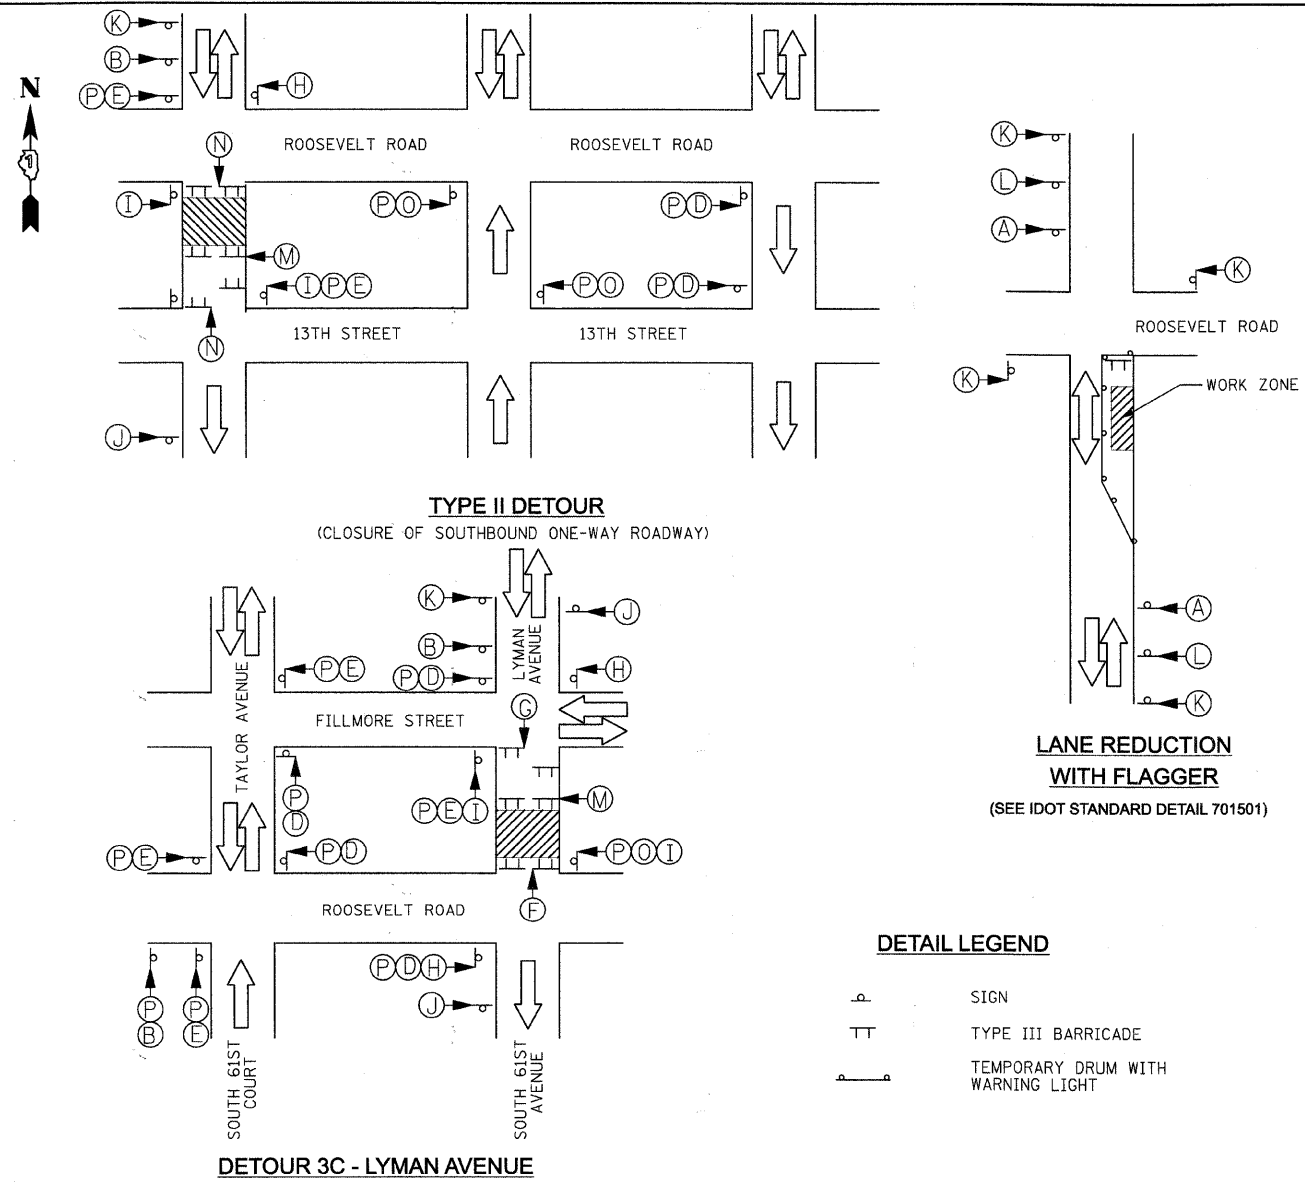 K
B
P E
H
N
N
ROOSEVELT ROAD
ROOSEVELT ROAD
I
P O
P D
M
I P E
P O
P D
13TH STREET
13TH STREET
N
J
TYPE II DETOUR
(CLOSURE OF SOUTHBOUND ONE-WAY ROADWAY)
K
L
A
K
ROOSEVELT ROAD
K
WORK ZONE
A
L
K
LANE REDUCTION
WITH FLAGGER
(SEE IDOT STANDARD DETAIL 701501)
K
J
B
P D
P E
H
LYMAN
AVENUE
TAYLOR AVENUE
G
FILLMORE STREET
P
D
P E I
M
P E
P D
P O I
ROOSEVELT ROAD
F
P D H
J
P
B
P
E
SOUTH 61ST
COURT
SOUTH 61ST
AVENUE
DETOUR 3C - LYMAN AVENUE
DETAIL LEGEND
SIGN
TYPE III BARRICADE
TEMPORARY DRUM WITH
WARNING LIGHT